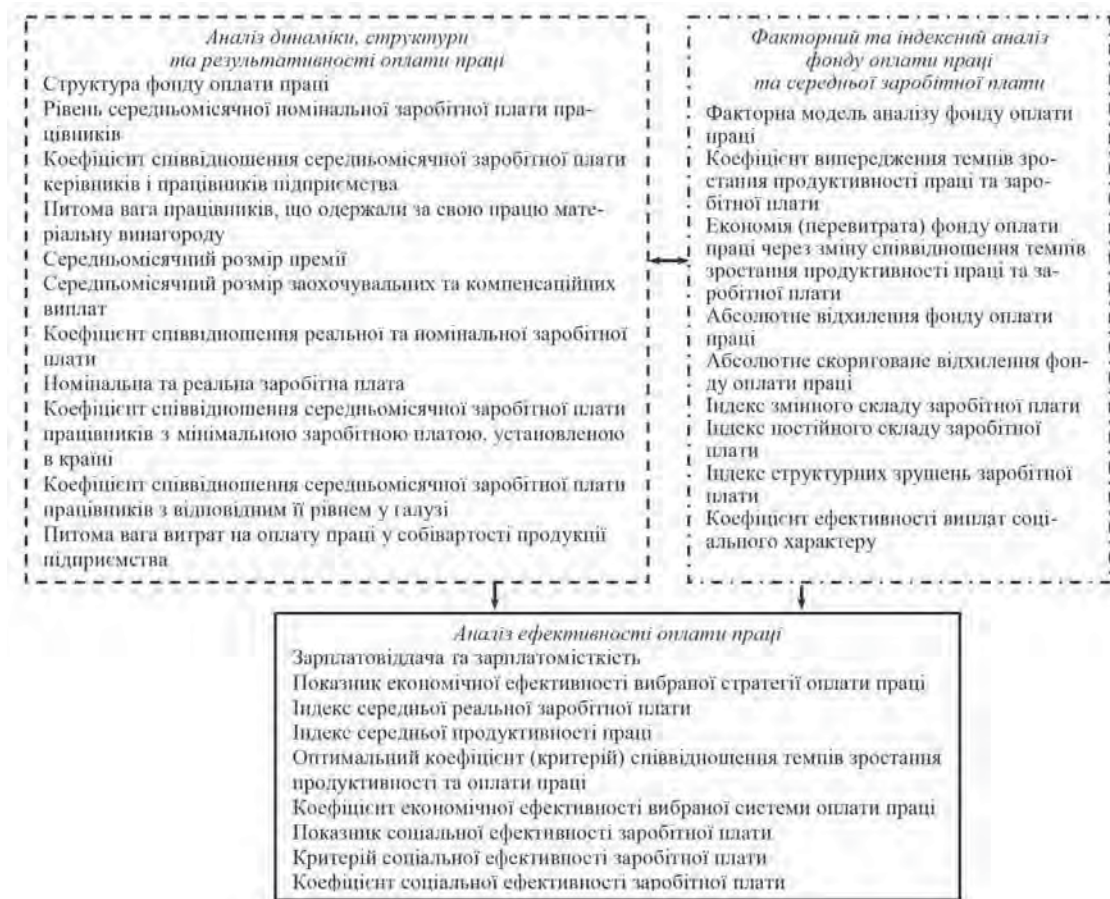 Аналіз динаміки, структури
та результативності оплати праці
Структура фонду оплати праці
Рівень середньомісячної номінальної заробітної плати пра-
цівників
Коефіцієнт співвідношення середньомісячної заробітної плати
керівників і працівників підприємства
Питома вага працівників, що одержали за свою працю мате-
ріальну винагороду
Середньомісячний розмір премії
Середньомісячний розмір заохочувальних та компенсаційних
виплат
Коефіцієнт співвідношення реальної та номінальної заробітної
плати
Номінальна та реальна заробітна плата
Коефіцієнт співвідношення середньомісячної заробітної плати
працівників з мінімальною заробітною платою, установленою
в країні
Коефіцієнт співвідношення середньомісячної заробітної плати
працівників з відповідним її рівнем у галузі
Питома вага витрат на оплату праці у собівартості продукції
підприємства
Факторний та індексний аналіз
фонду оплати праці
та середньої заробітної плати
Факторна модель аналізу фонду оплати
праці
Коефіцієнт випередження темпів зро-
стання продуктивності праці та заро-
бітної плати
Економія (перевитрата) фонду оплати
праці через зміну співвідношення темпів
зростання продуктивності праці та за-
робітної плати
Абсолютне відхилення фонду оплати
праці
Абсолютне скориговане відхилення фон-
ду оплати праці
Індекс змінного складу заробітної плати
Індекс постійного складу заробітної
плати
Індекс структурних зрушень заробітної
плати
Коефіцієнт ефективності виплат соці-
ального характеру
Аналіз ефективності оплати праці
Зарплатовіддача та зарплатомісткість
Показник економічної ефективності вибраної стратегії оплати праці
Індекс середньої реальної заробітної плати
Індекс середньої продуктивності праці
Оптимальний коефіцієнт (критерій) співвідношення темпів зростання
продуктивності та оплати праці
Коефіцієнт економічної ефективності вибраної системи оплати праці
Показник соціальної ефективності заробітної плати
Критерій соціальної ефективності заробітної плати
Коефіцієнт соціальної ефективності заробітної плати